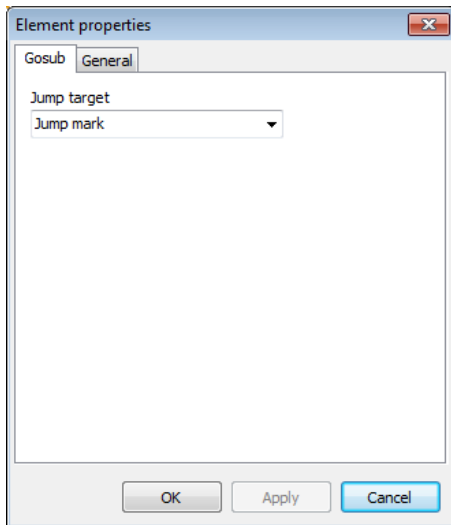 Element properties
Gosub General
Jump target
Jump mark
OK Apply Cancel